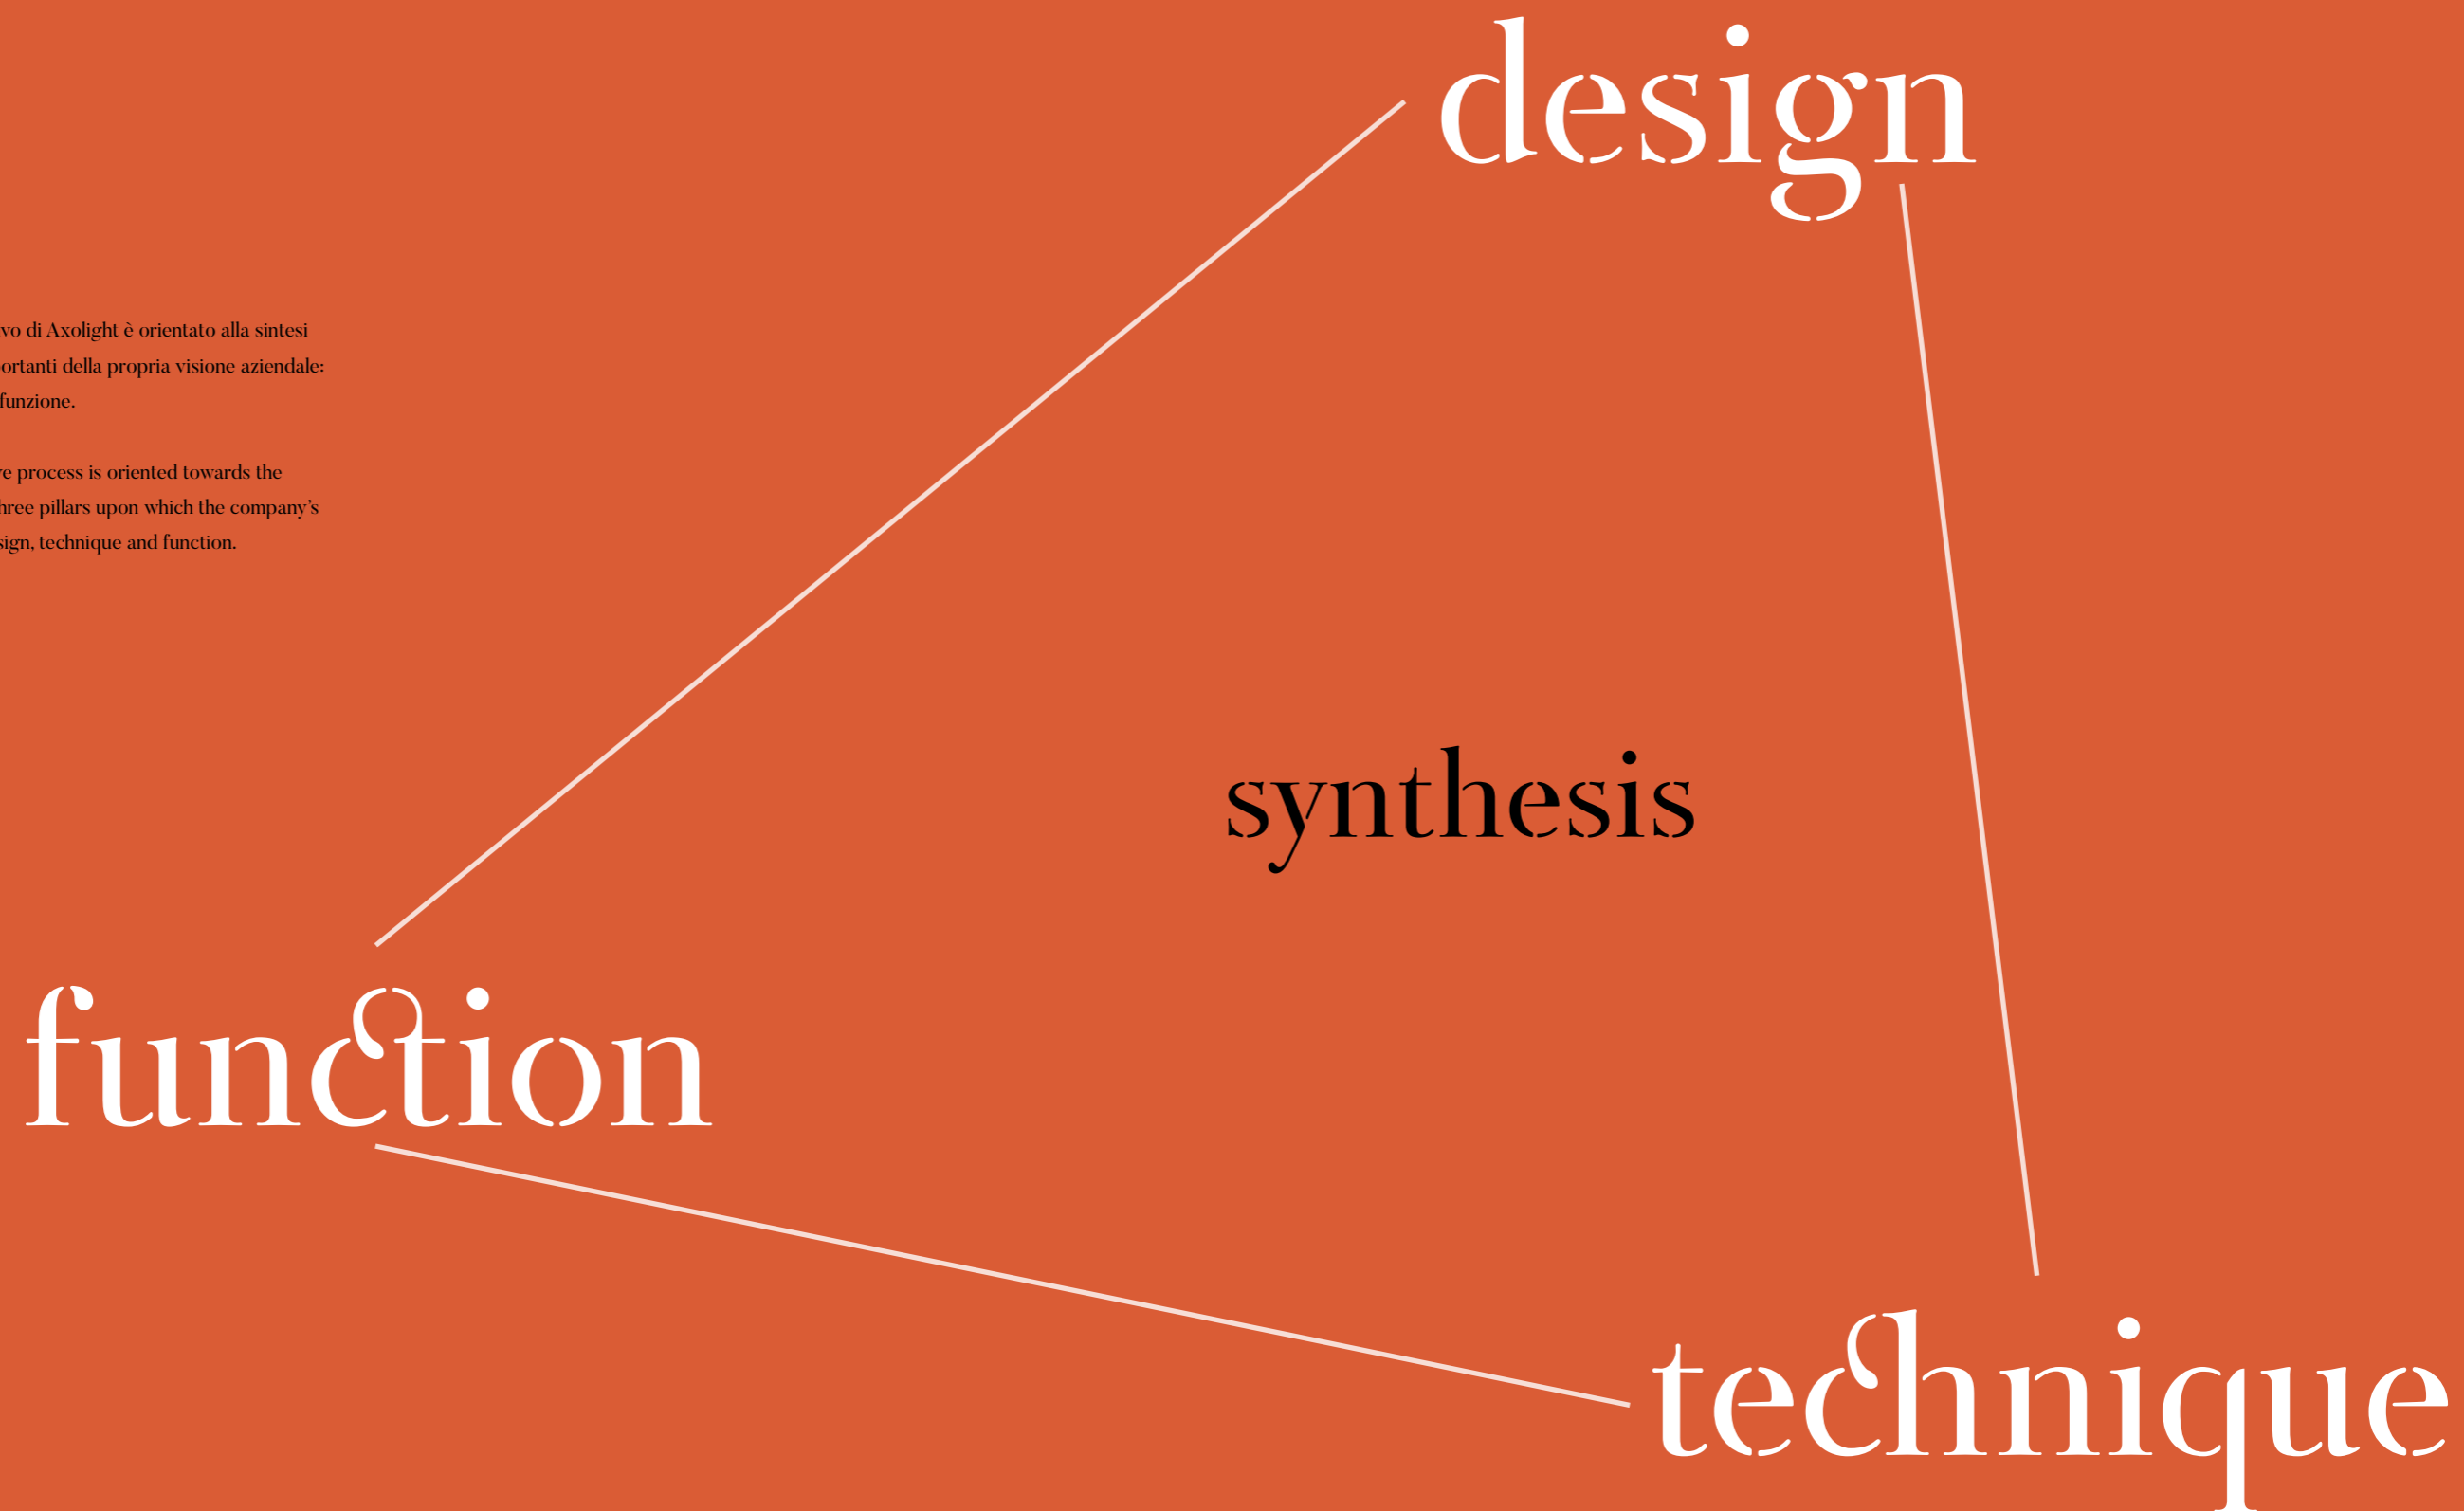 design
vo di Axolight è orientato alla sintesi
ortanti della propria visione aziendale:
funzione.
e process is oriented towards the
hree pillars upon which the company’s
sign, technique and function.
synthesis
function
technique